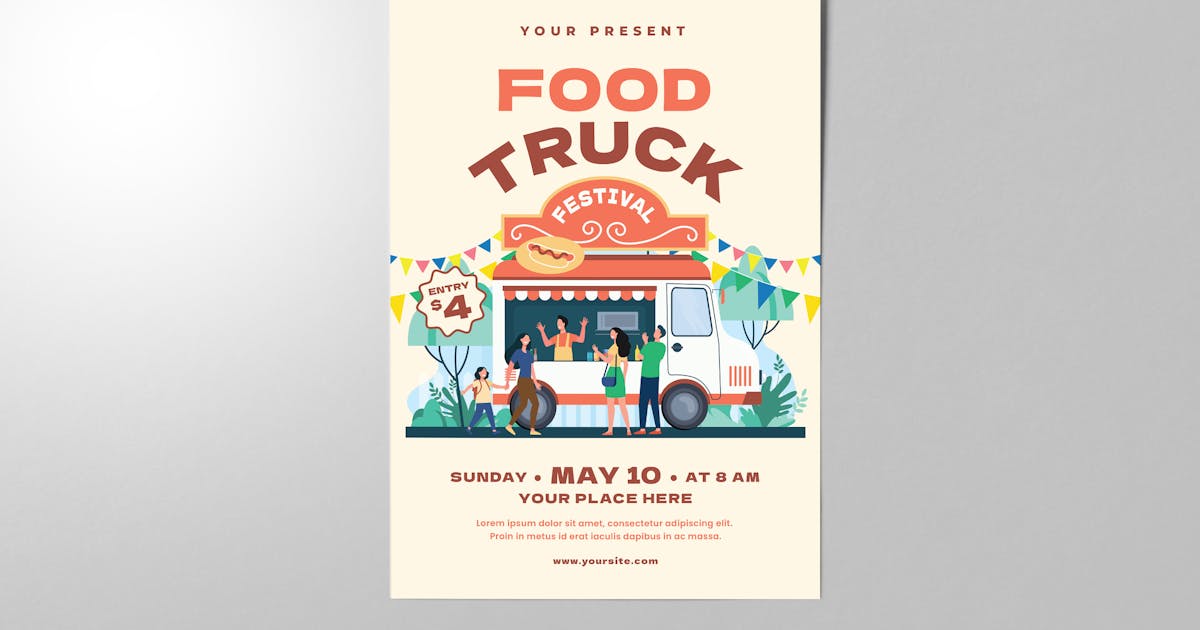 YOUR PRESENT
FOOD
TRUCK
FESTIVAL
ENTRY
$4
SUNDAY • MAY 10 • AT 8 AM
YOUR PLACE HERE
Lorem ipsum dolor sit amet, consectetur adipiscing elit.
Proin in metus id erat iaculis dapibus in ac massa.
www.yoursite.com